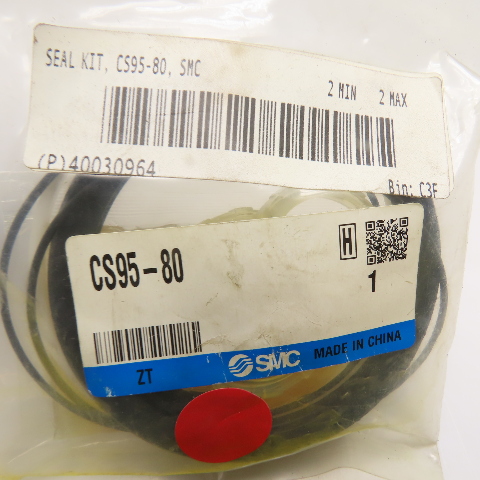 SEAL KIT, CS95-80, SMC
2 MIN 2 MAX
(P)40030964
Bin: C3F
CS95-80
H
1
ZT
SMC MADE IN CHINA